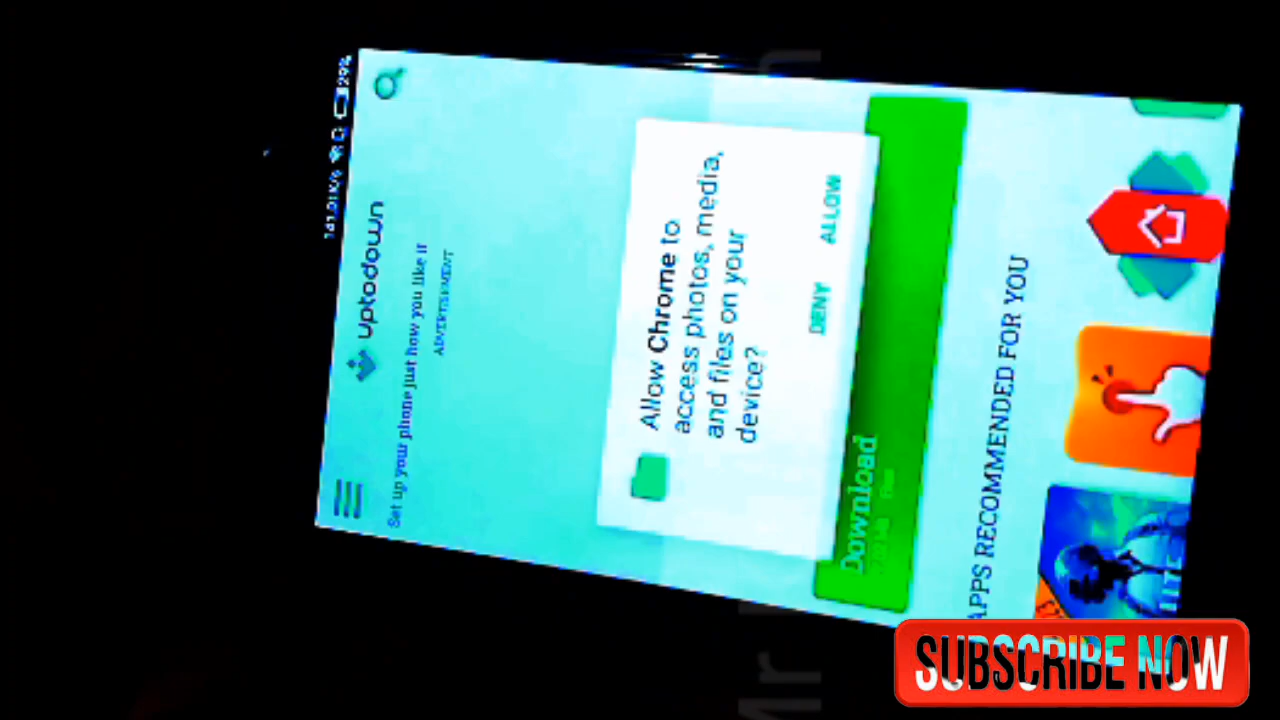 29%
uptodown
Set up your phone just how you like it
ADVERTISEMENT
Allow Chrome to
access photos, media,
and files on your
device?
DENY ALLOW
Download
APPS RECOMMENDED FOR YOU
SUBSCRIBE NOW